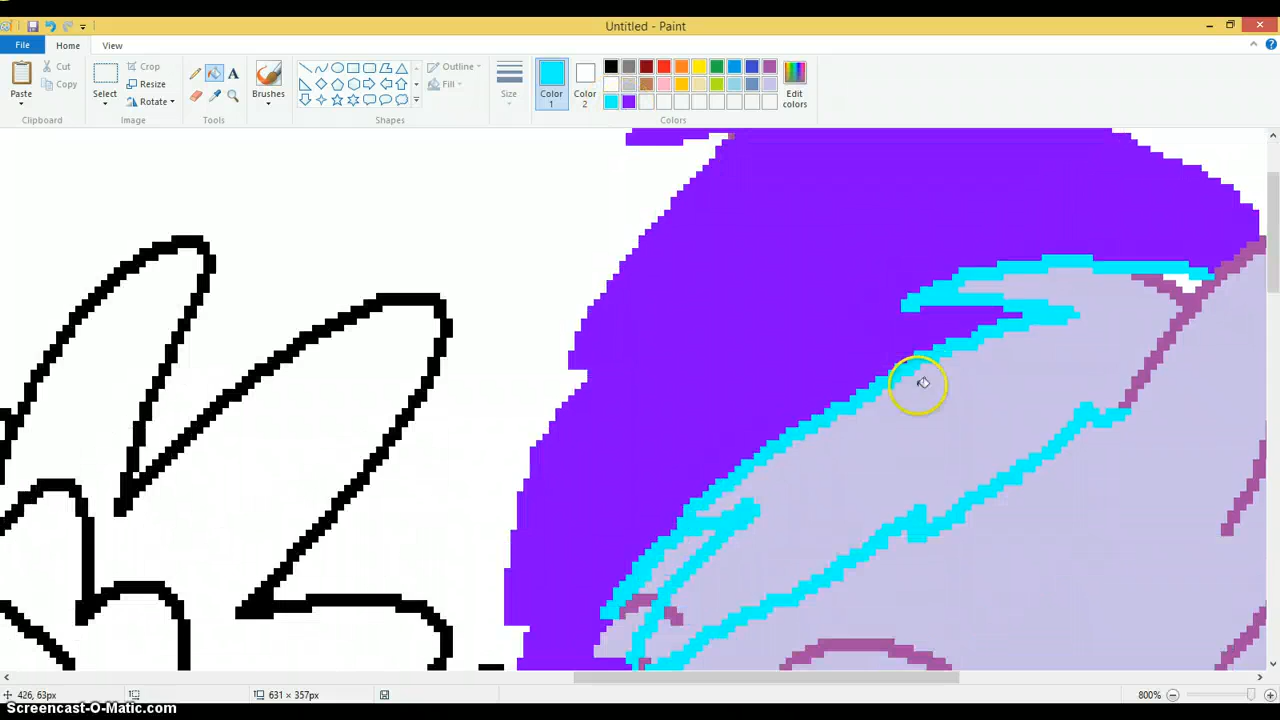 Untitled - Paint
File Home View
Paste
Cut
Copy
Clipboard
Select
Crop
Resize
Rotate
Image
A
Tools
Brushes
Shapes
Outline
Fill
Size
Color 1
Color 2
Edit colors
Colors
426, 63px
631 × 357px
800%
Screencast-O-Matic.com